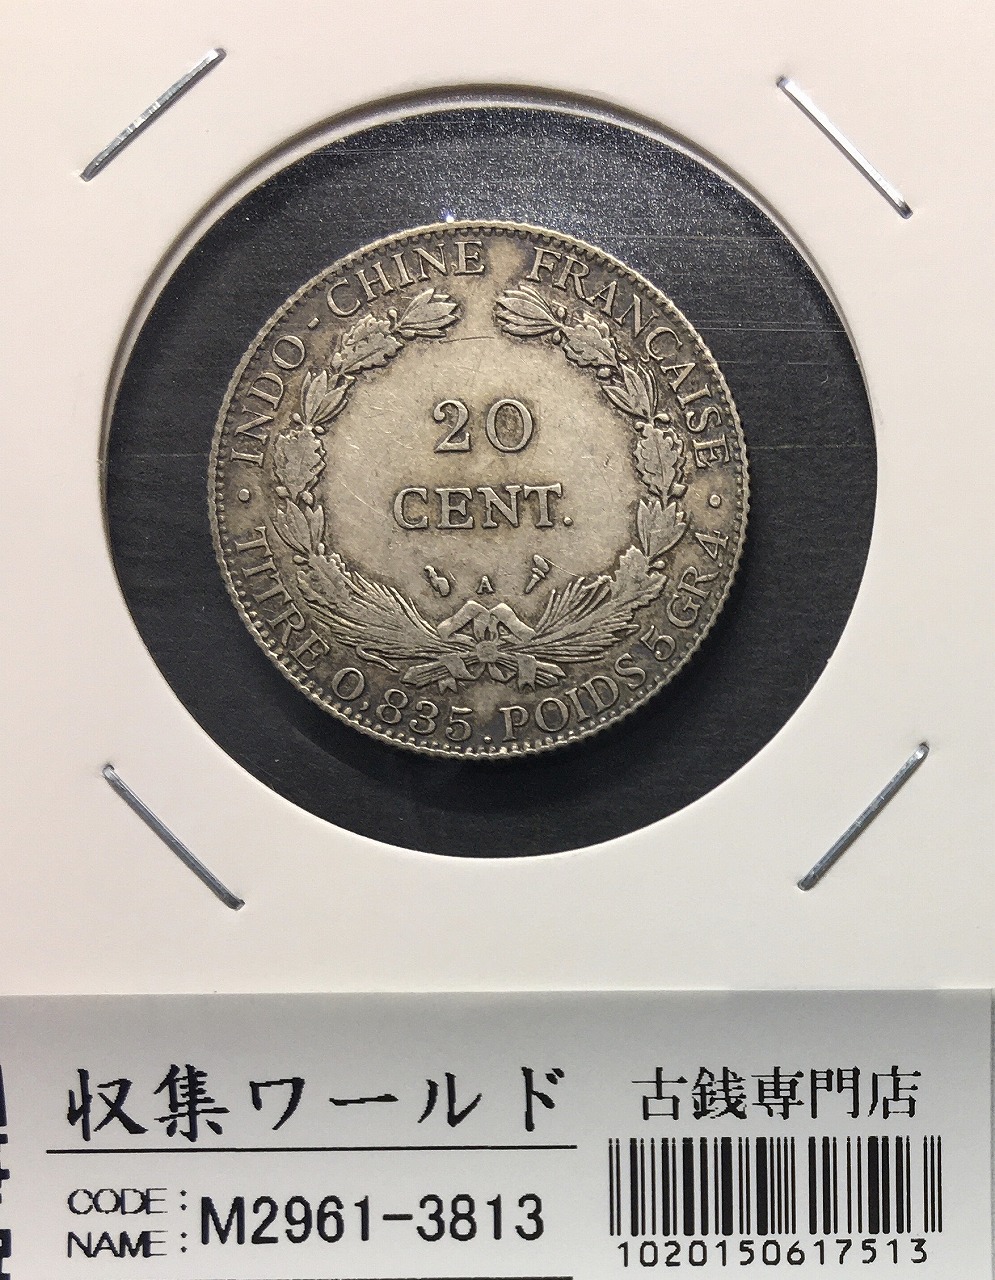 INDO-CHINE FRANÇAISE
20
CENT.
A
· TITRE 0,835. POIDS 5 GR. 4 ·
収集ワールド
古銭専門店
CODE:
NAME:
M2961-3813
1020150617513